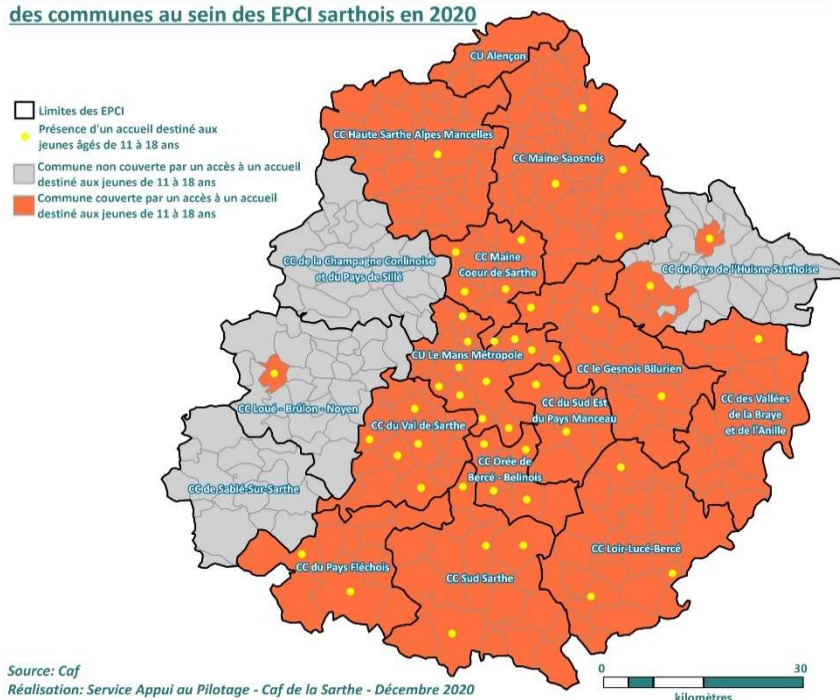 des communes au sein des EPCI sarthois en 2020
CU Alençon
Limites des EPCI
Présence d'un accueil destiné aux
jeunes âgés de 11 à 18 ans
Commune non couverte par un accès à un accueil
destiné aux jeunes de 11 à 18 ans
Commune couverte par un accès à un accueil
destiné aux jeunes de 11 à 18 ans
CC Haute Sarthe Alpes Mancelles
CC Maine Saosnois
CC de la Champagne Conlinoise
et du Pays de Sillé
CC Maine
Coeur de Sarthe
CC du Pays de l'Huisne Sarthoise
CU Le Mans Métropole
CC le Gesnois Bilurien
CC Loué - Brûlon - Noyen
CC du Val de Sarthe
CC du Sud Est
du Pays Manceau
CC des Vallées
de la Braye
et de l'Anille
CC Orée de
Bercé - Belinois
CC de Sablé-Sur-Sarthe
CC du Pays Fléchois
CC Sud Sarthe
CC Loir-Lucé-Bercé
Source: Caf
Réalisation: Service Appui au Pilotage - Caf de la Sarthe - Décembre 2020
0 30
kilomètres